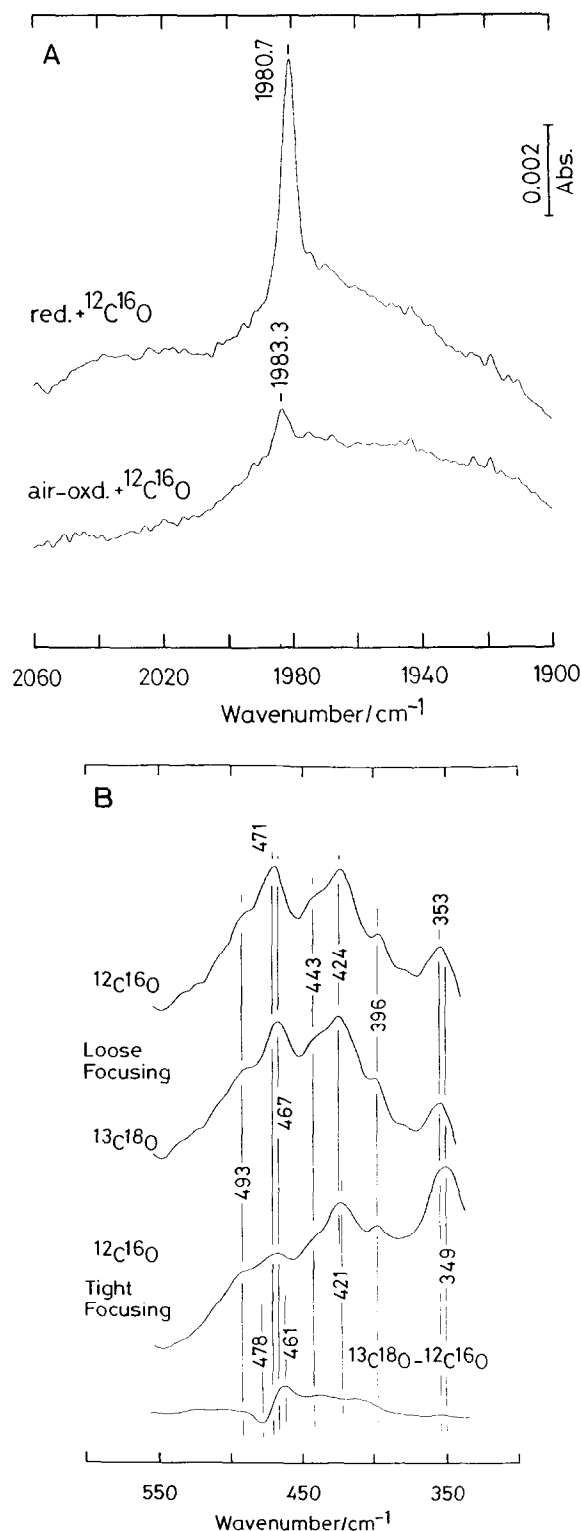 A
1980.7
0.002
Abs.
red.+¹²C¹⁶O
1983.3
air-oxd.+¹²C¹⁶O
2060 2020 1980 1940 1900
Wavenumber/cm⁻¹
B
471
353
¹²C¹⁶O
443
424
396
Loose
Focusing
467
¹³C¹⁸O
493
¹²C¹⁶O
421
349
Tight
Focusing
478
461
¹³C¹⁸O-¹²C¹⁶O
550 450 350
Wavenumber/cm⁻¹